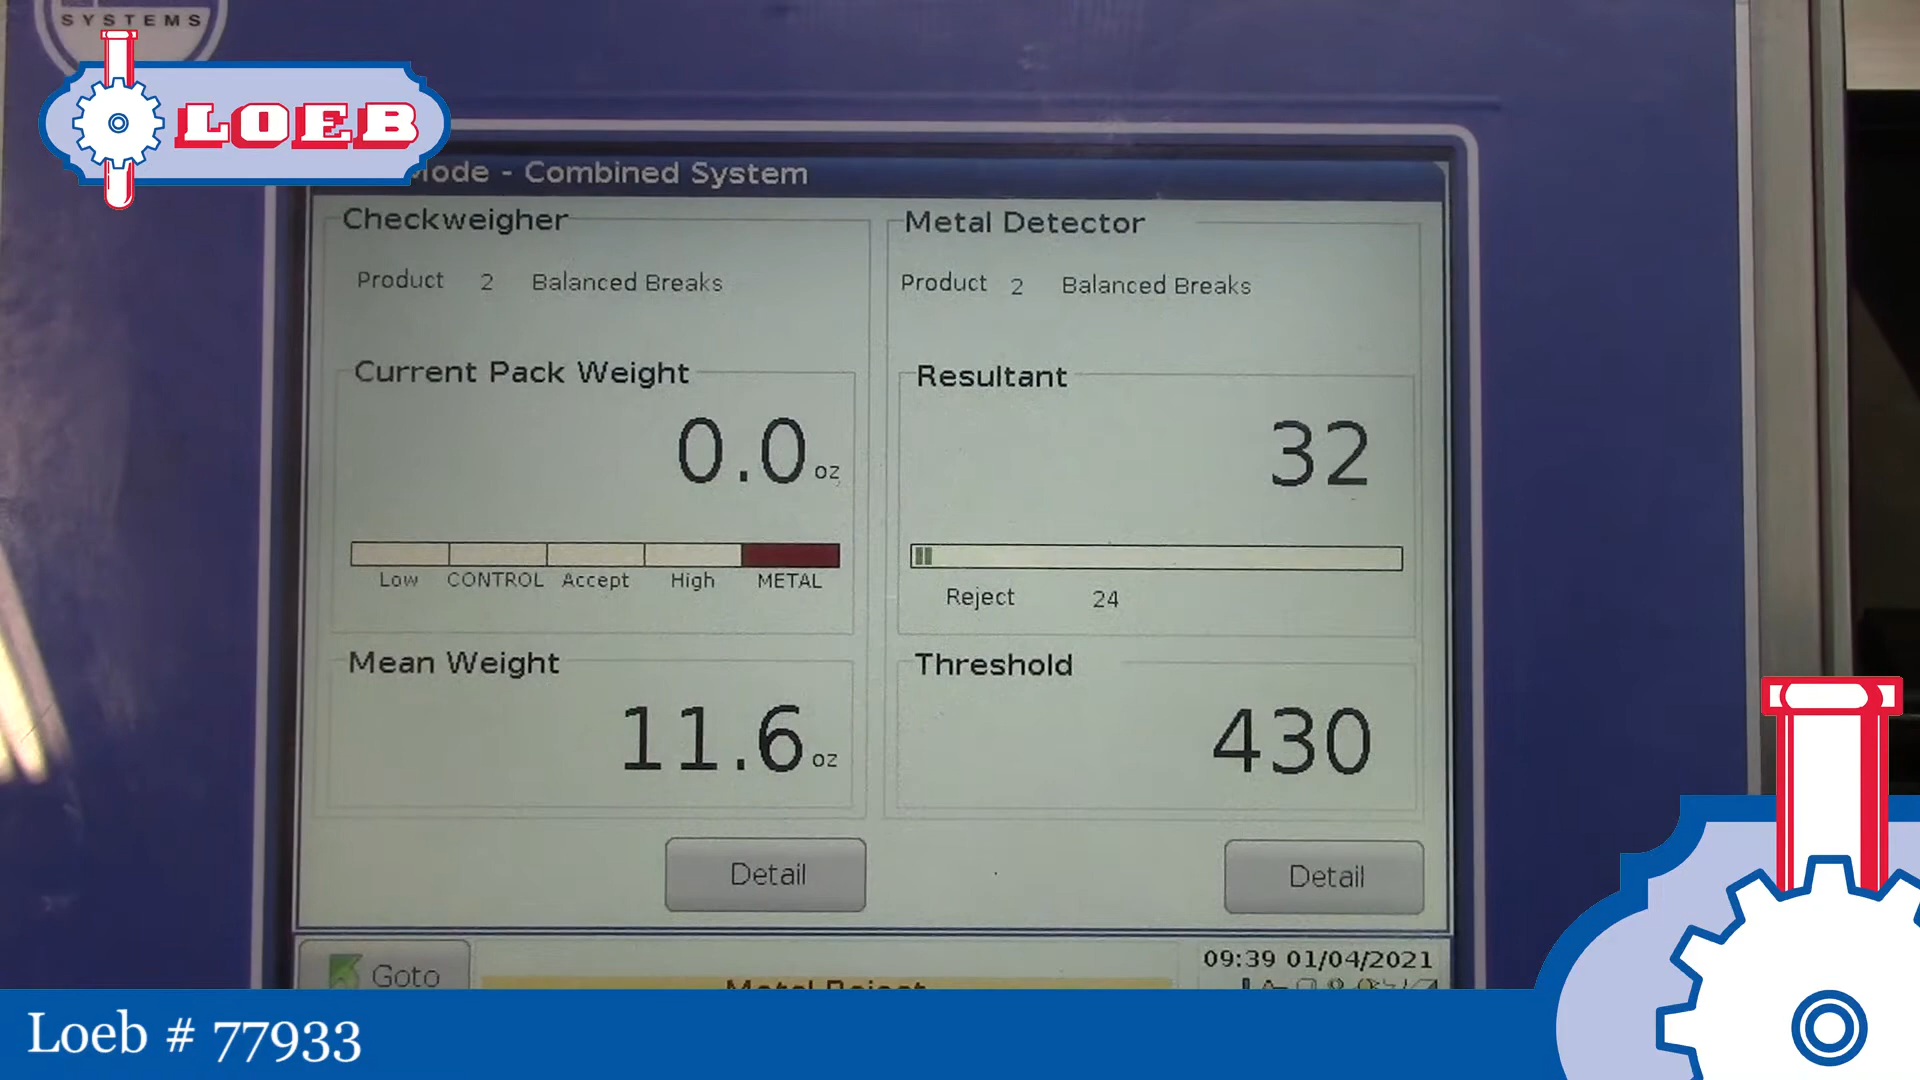 SYSTEMS
LOEB
Mode - Combined System
Checkweigher
Product 2 Balanced Breaks
Current Pack Weight
0.0 oz
Low CONTROL Accept High METAL
Mean Weight
11.6 oz
Detail
Metal Detector
Product 2 Balanced Breaks
Resultant
32
Reject 24
Threshold
430
Detail
Goto
Metal Reject
09:39 01/04/2021
Loeb # 77933